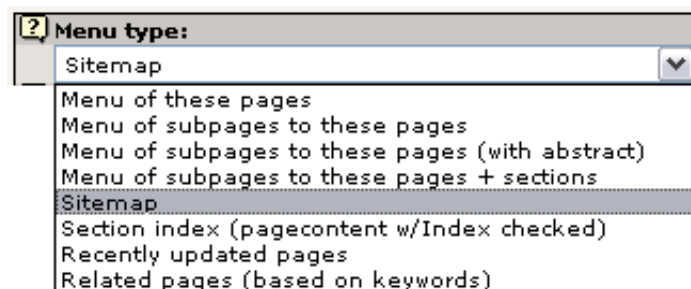 ? Menu type:
Sitemap
Menu of these pages
Menu of subpages to these pages
Menu of subpages to these pages (with abstract)
Menu of subpages to these pages + sections
Sitemap
Section index (pagecontent w/Index checked)
Recently updated pages
Related pages (based on keywords)